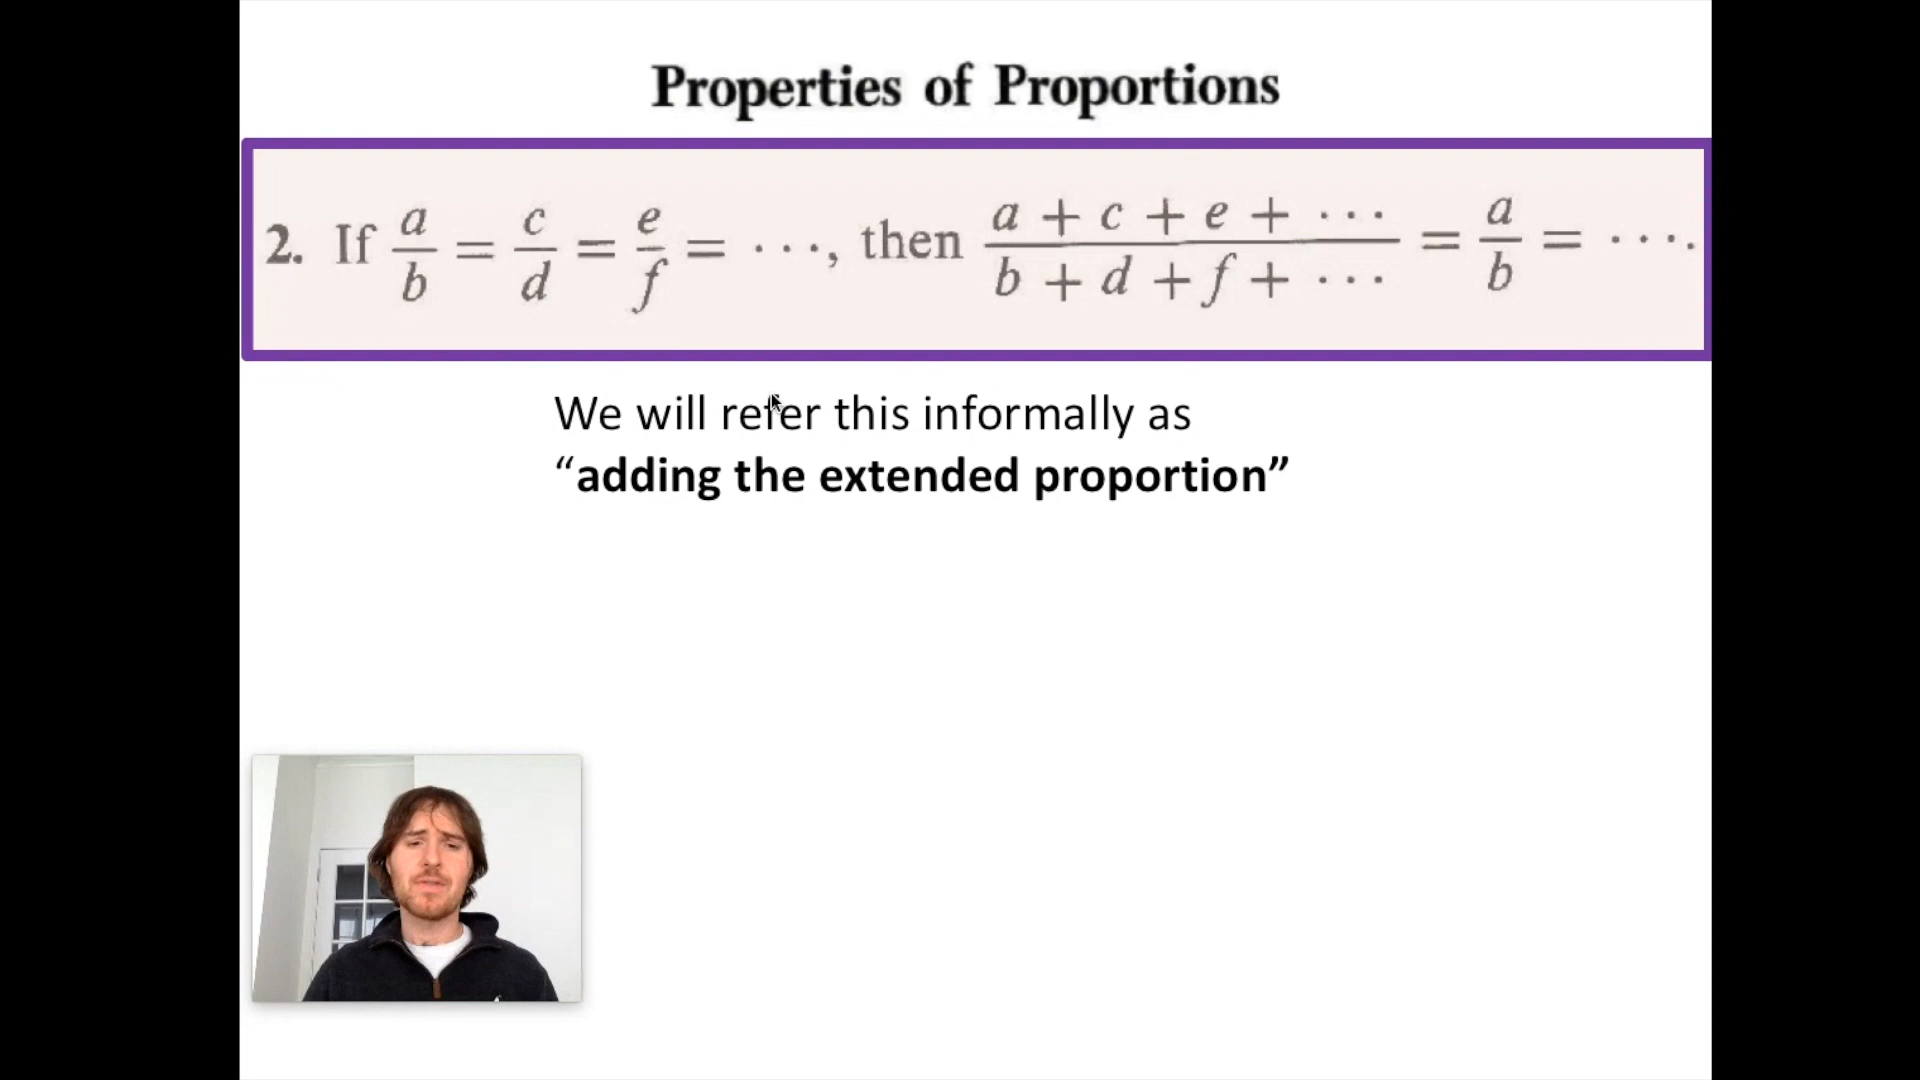 Properties of Proportions
2. If a/b = c/d = e/f = ⋯, then (a + c + e + ⋯)/(b + d + f + ⋯) = a/b = ⋯.
We will refer this informally as
“adding the extended proportion”